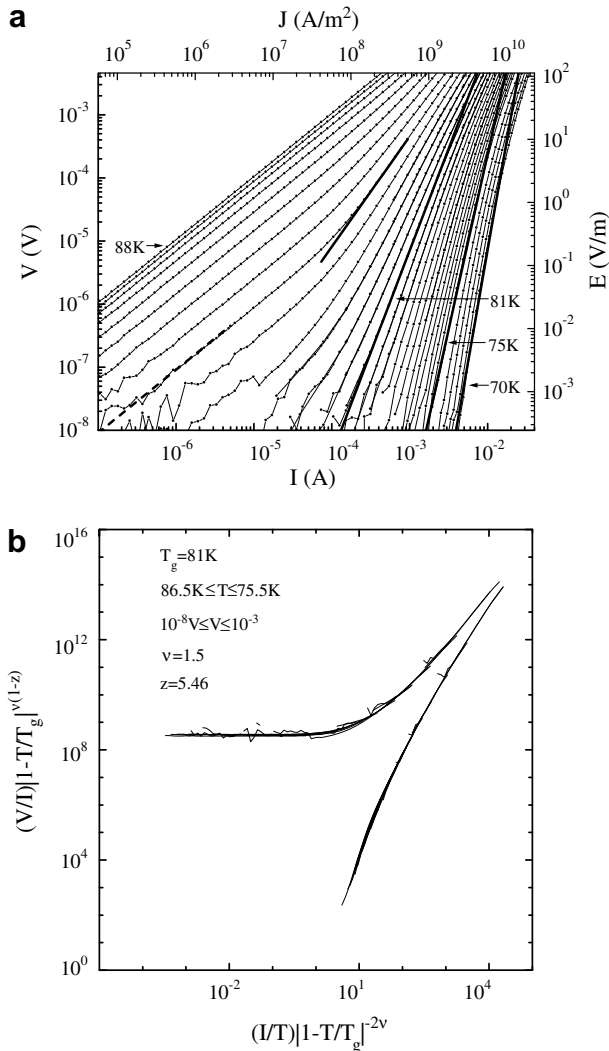 a
J (A/m²)
10⁵ 10⁶ 10⁷ 10⁸ 10⁹ 10¹⁰
10⁻³
10⁻⁴
10⁻⁵
10⁻⁶
10⁻⁷
10⁻⁸
V (V)
88K
81K
75K
70K
10²
10¹
10⁰
10⁻¹
10⁻²
10⁻³
E (V/m)
10⁻⁶ 10⁻⁵ 10⁻⁴ 10⁻³ 10⁻²
I (A)
b
10¹⁶
10¹²
10⁸
10⁴
10⁰
(V/I)|1-T/T_g|^ν(1-z)
T_g=81K
86.5K≤T≤75.5K
10⁻⁸V≤V≤10⁻³
ν=1.5
z=5.46
10⁻² 10¹ 10⁴
(I/T)|1-T/T_g|^-2ν